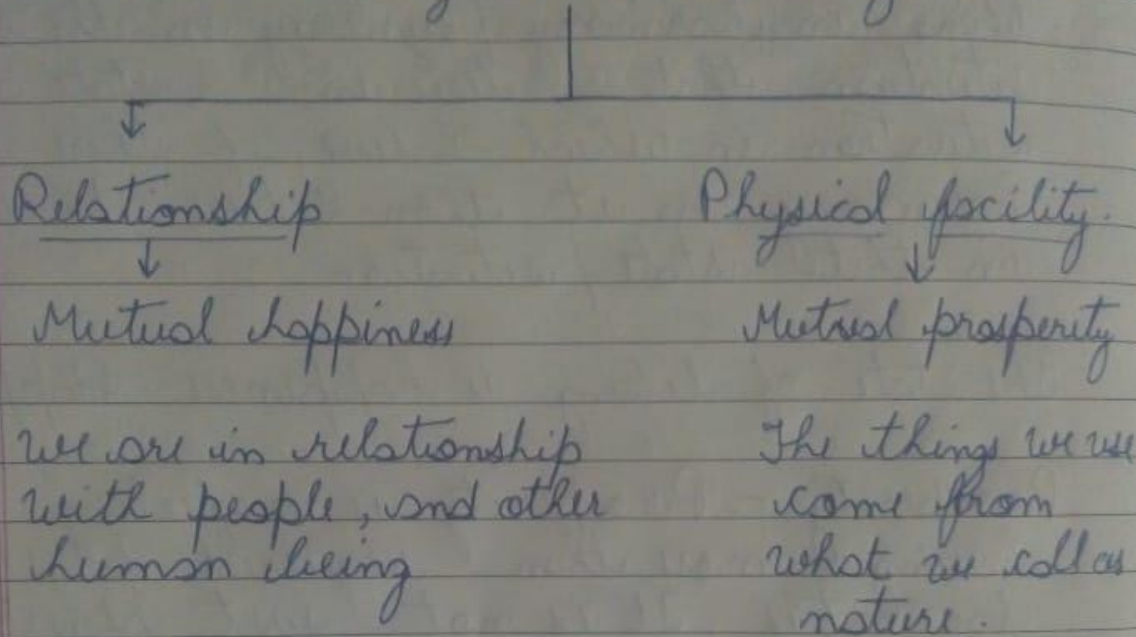 Relationship
Physical facility.
Mutual happiness
Mutual prosperity
we are in relationship
with people, and other
human being
The things we use
come from
what we call as
nature.